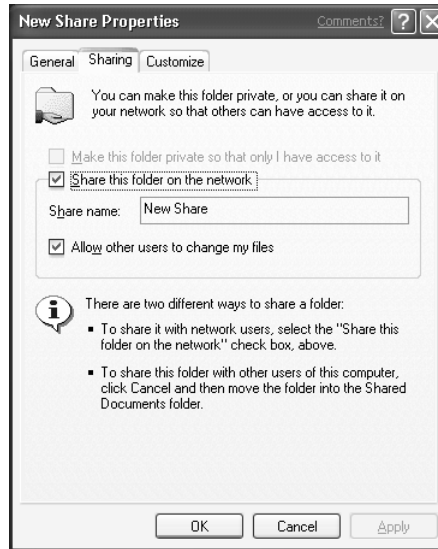 New Share Properties Comments? ? X
General Sharing Customize
You can make this folder private, or you can share it on
your network so that others can have access to it.
Make this folder private so that only I have access to it
Share this folder on the network
Share name: New Share
Allow other users to change my files
There are two different ways to share a folder:
▪ To share it with network users, select the "Share this
folder on the network" check box, above.
▪ To share this folder with other users of this computer,
click Cancel and then move the folder into the Shared
Documents folder.
OK Cancel Apply